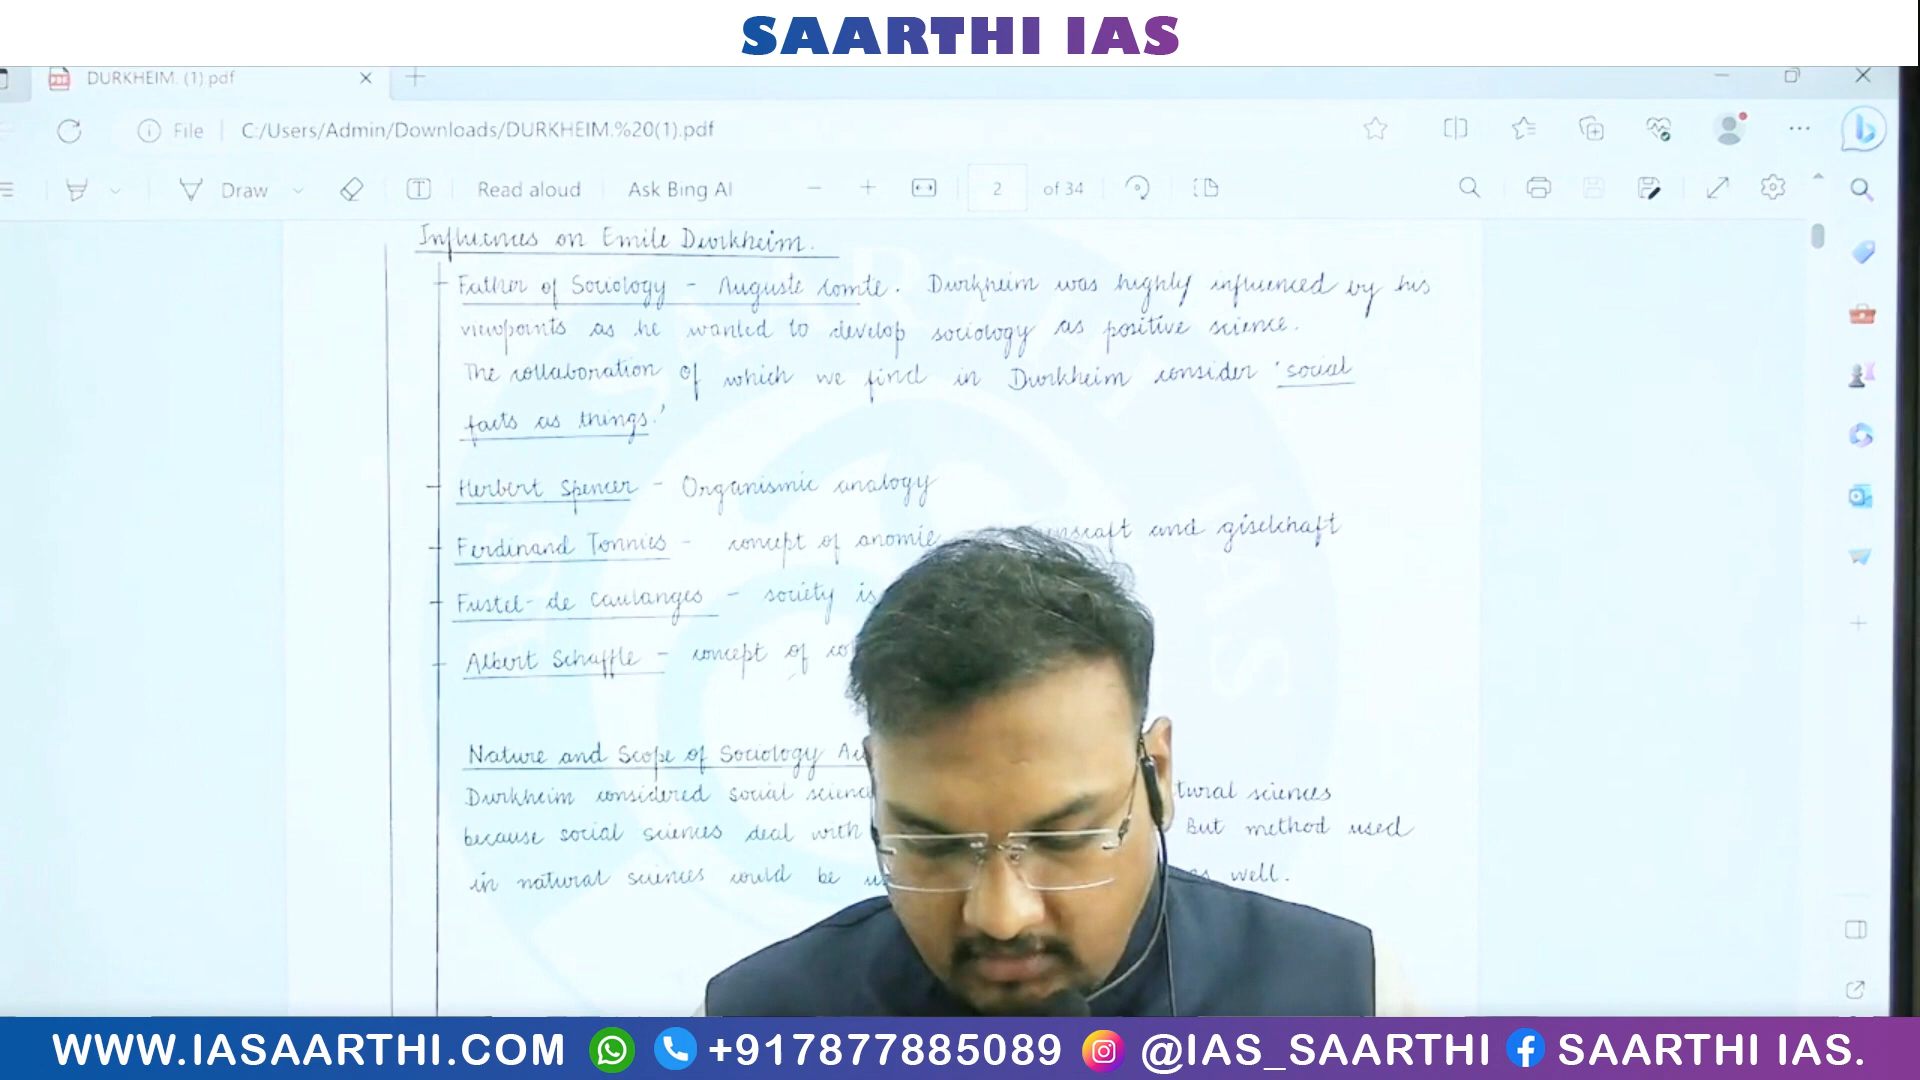 SAARTHI IAS
DURKHEIM. (1).pdf
File
C:/Users/Admin/Downloads/DURKHEIM.%20(1).pdf
Draw
Read aloud
Ask Bing AI
2
of 34
Influences on Emile Durkheim.
Father of Sociology - Auguste Comte. Durkheim was highly influenced by his
viewpoints as he wanted to develop sociology as positive science.
The collaboration of which we find in Durkheim consider 'social
facts as things.'
Herbert Spencer - Organismic analogy
Ferdinand Tonnies - concept of anomie and giselchaft
Fustel-de Caulanges - society is
Albert Schaffle - concept of
Nature and Scope of Sociology
Durkheim considered social sciences
because social sciences deal with But method used
in natural sciences could be well.
WWW.IASAARTHI.COM +917877885089 @IAS_SAARTHI SAARTHI IAS.